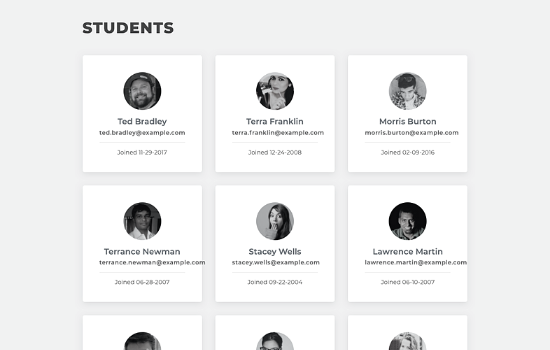 STUDENTS
Ted Bradley
ted.bradley@example.com
Joined 11-29-2017
Terra Franklin
terra.franklin@example.com
Joined 12-24-2008
Morris Burton
morris.burton@example.com
Joined 02-09-2016
Terrance Newman
terrance.newman@example.com
Joined 06-28-2007
Stacey Wells
stacey.wells@example.com
Joined 09-22-2004
Lawrence Martin
lawrence.martin@example.com
Joined 06-10-2007